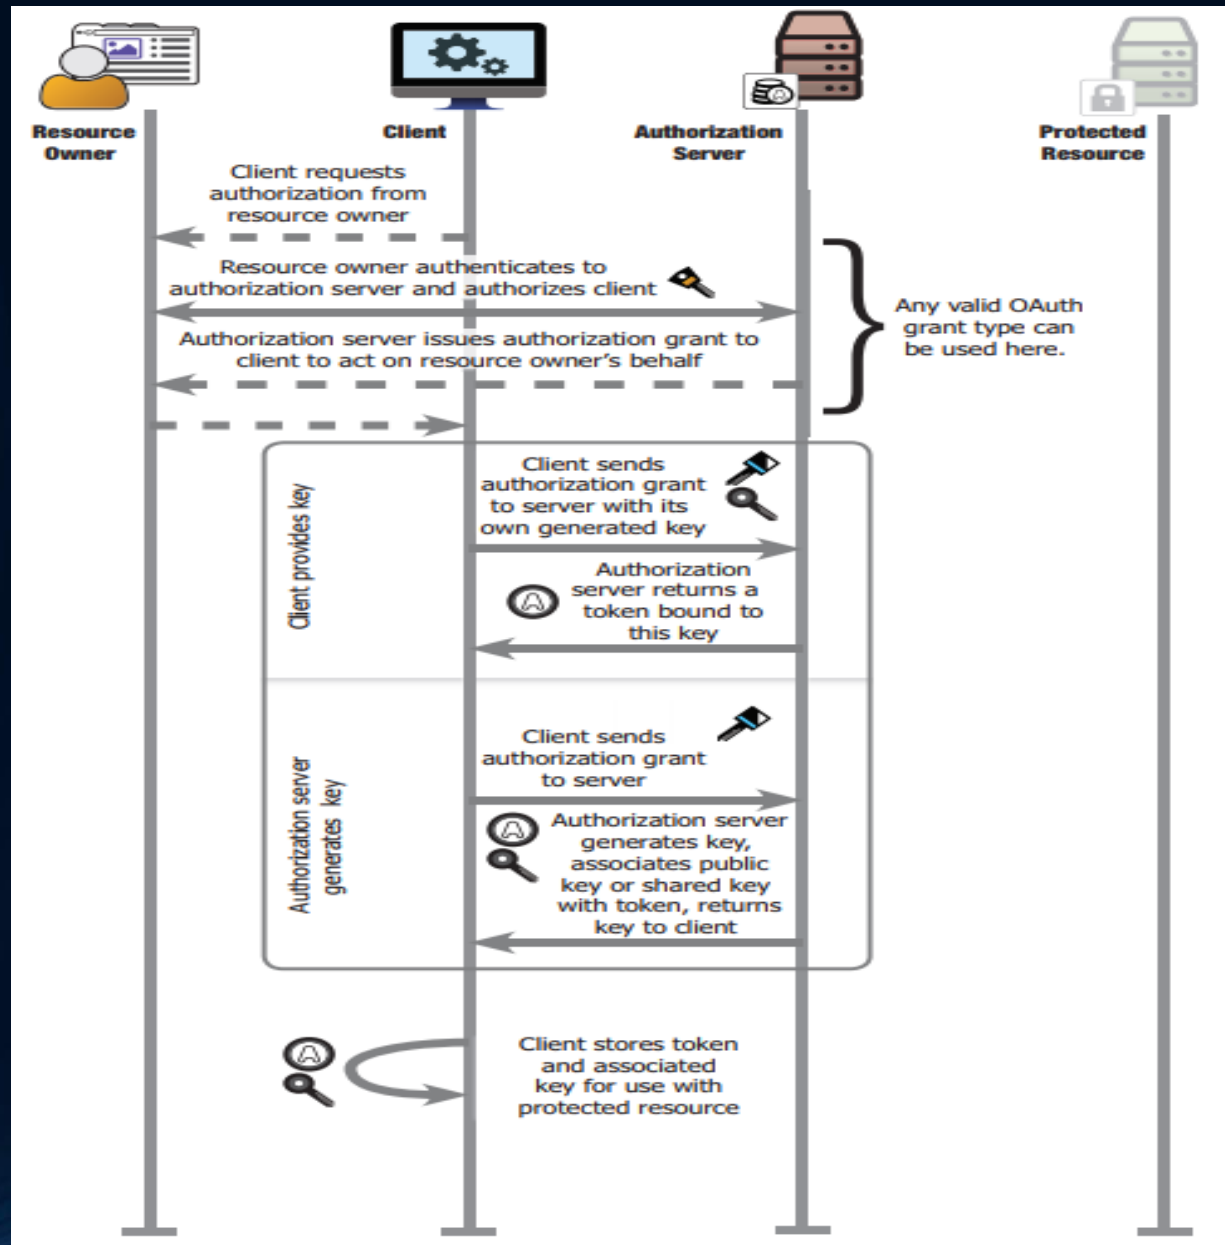 Resource
Owner
Client
Authorization
Server
Protected
Resource
Client requests
authorization from
resource owner
Resource owner authenticates to
authorization server and authorizes client
Authorization server issues authorization grant to
client to act on resource owner's behalf
Any valid OAuth
grant type can
be used here.
Client provides key
Client sends
authorization grant
to server with its
own generated key
A
Authorization
server returns a
token bound to
this key
Authorization server
generates key
Client sends
authorization grant
to server
A
Authorization server
generates key,
associates public
key or shared key
with token, returns
key to client
A
Client stores token
and associated
key for use with
protected resource